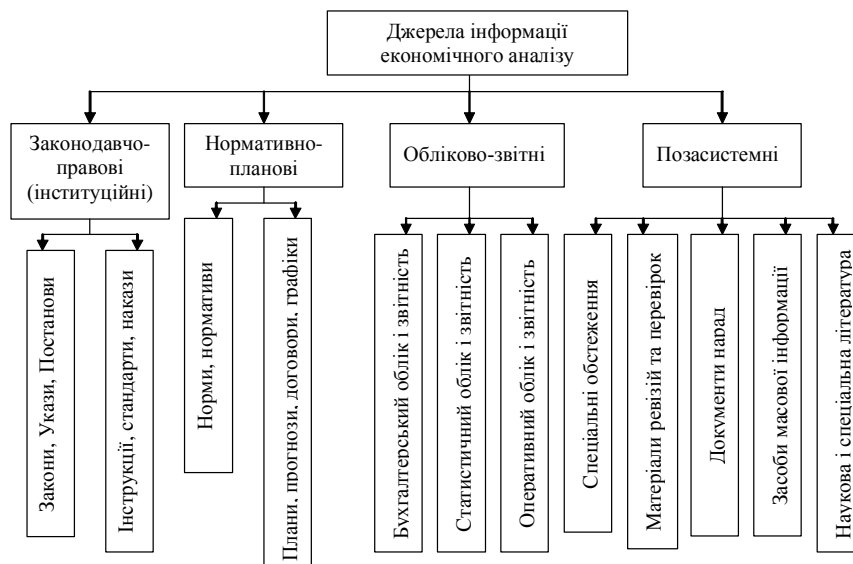 Джерела інформації
економічного аналізу
Законодавчо-
правові
(інституційні)
Нормативно-
планові
Обліково-звітні
Позасистемні
Закони, Укази, Постанови
Інструкції, стандарти, накази
Норми, нормативи
Плани, прогнози, договори, графіки
Бухгалтерський облік і звітність
Статистичний облік і звітність
Оперативний облік і звітність
Спеціальні обстеження
Матеріали ревізій та перевірок
Документи нарад
Засоби масової інформації
Наукова і спеціальна література